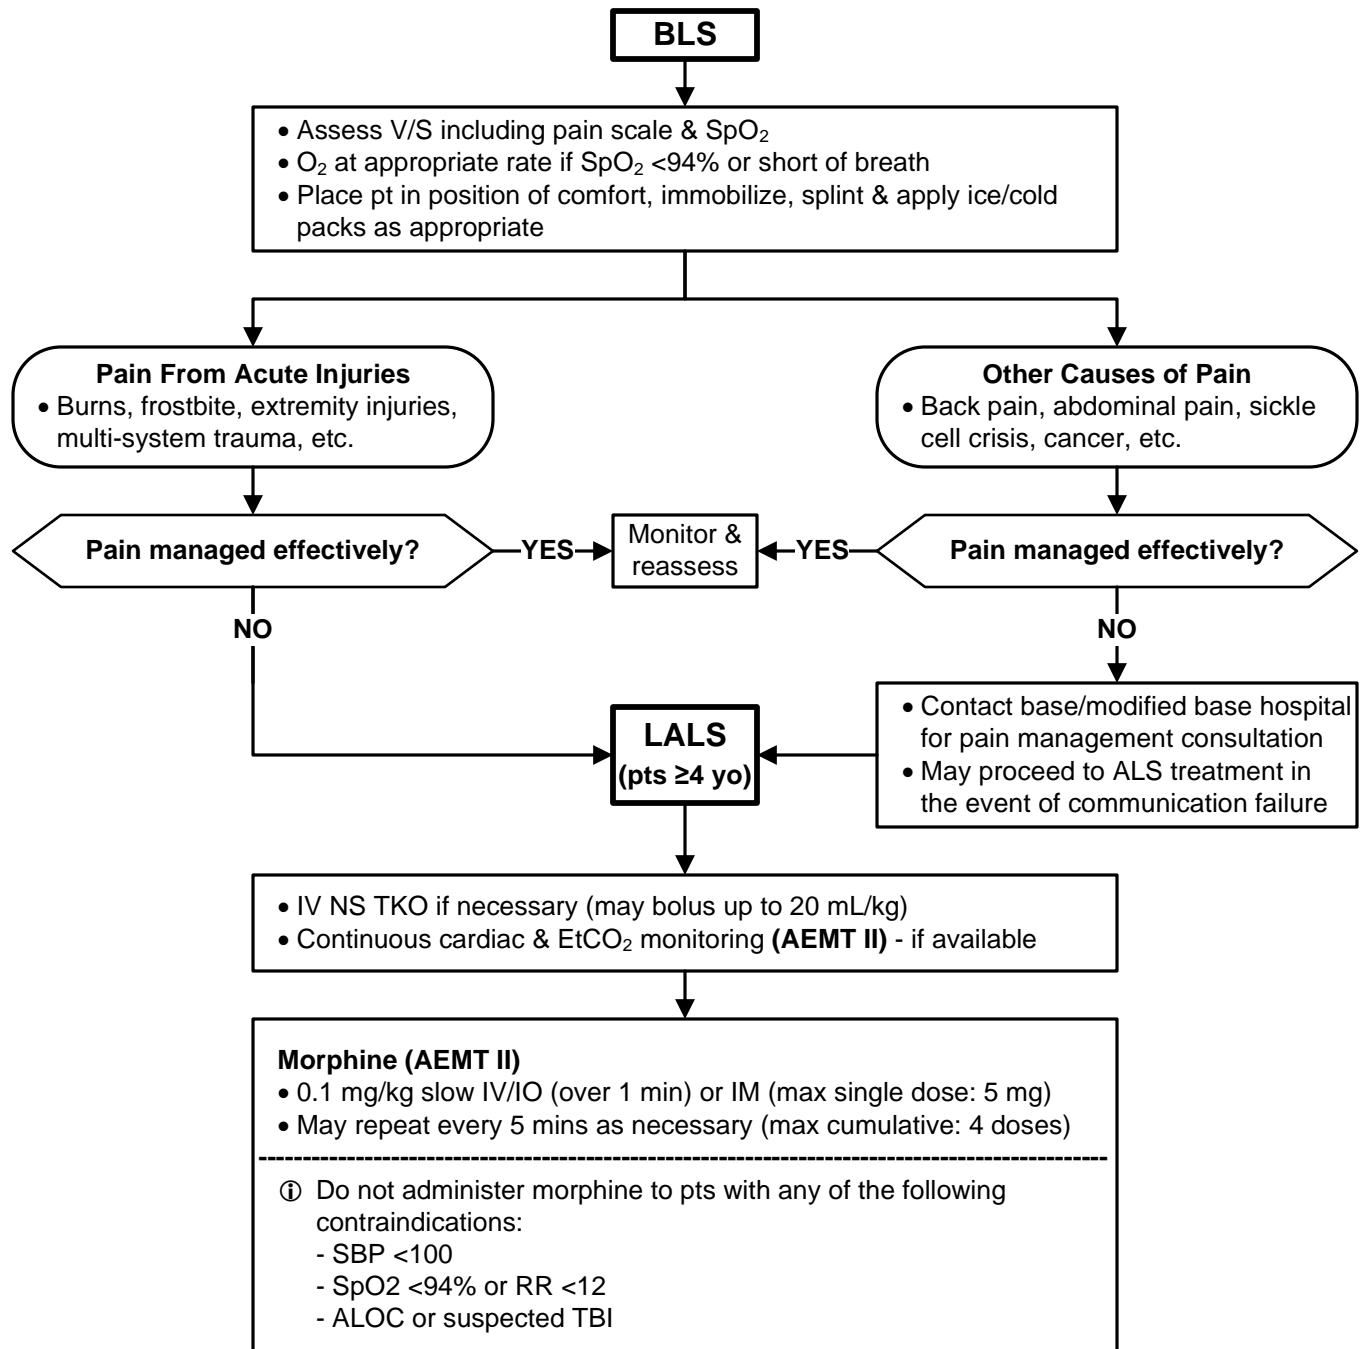 BLS
• Assess V/S including pain scale & SpO₂
• O₂ at appropriate rate if SpO₂ <94% or short of breath
• Place pt in position of comfort, immobilize, splint & apply ice/cold
packs as appropriate
Pain From Acute Injuries
• Burns, frostbite, extremity injuries,
multi-system trauma, etc.
Other Causes of Pain
• Back pain, abdominal pain, sickle
cell crisis, cancer, etc.
Pain managed effectively?
YES
Monitor &
reassess
YES
Pain managed effectively?
NO
NO
• Contact base/modified base hospital
for pain management consultation
• May proceed to ALS treatment in
the event of communication failure
LALS
(pts ≥4 yo)
• IV NS TKO if necessary (may bolus up to 20 mL/kg)
• Continuous cardiac & EtCO₂ monitoring (AEMT II) - if available
Morphine (AEMT II)
• 0.1 mg/kg slow IV/IO (over 1 min) or IM (max single dose: 5 mg)
• May repeat every 5 mins as necessary (max cumulative: 4 doses)
ⓘ Do not administer morphine to pts with any of the following
contraindications:
- SBP <100
- SpO2 <94% or RR <12
- ALOC or suspected TBI